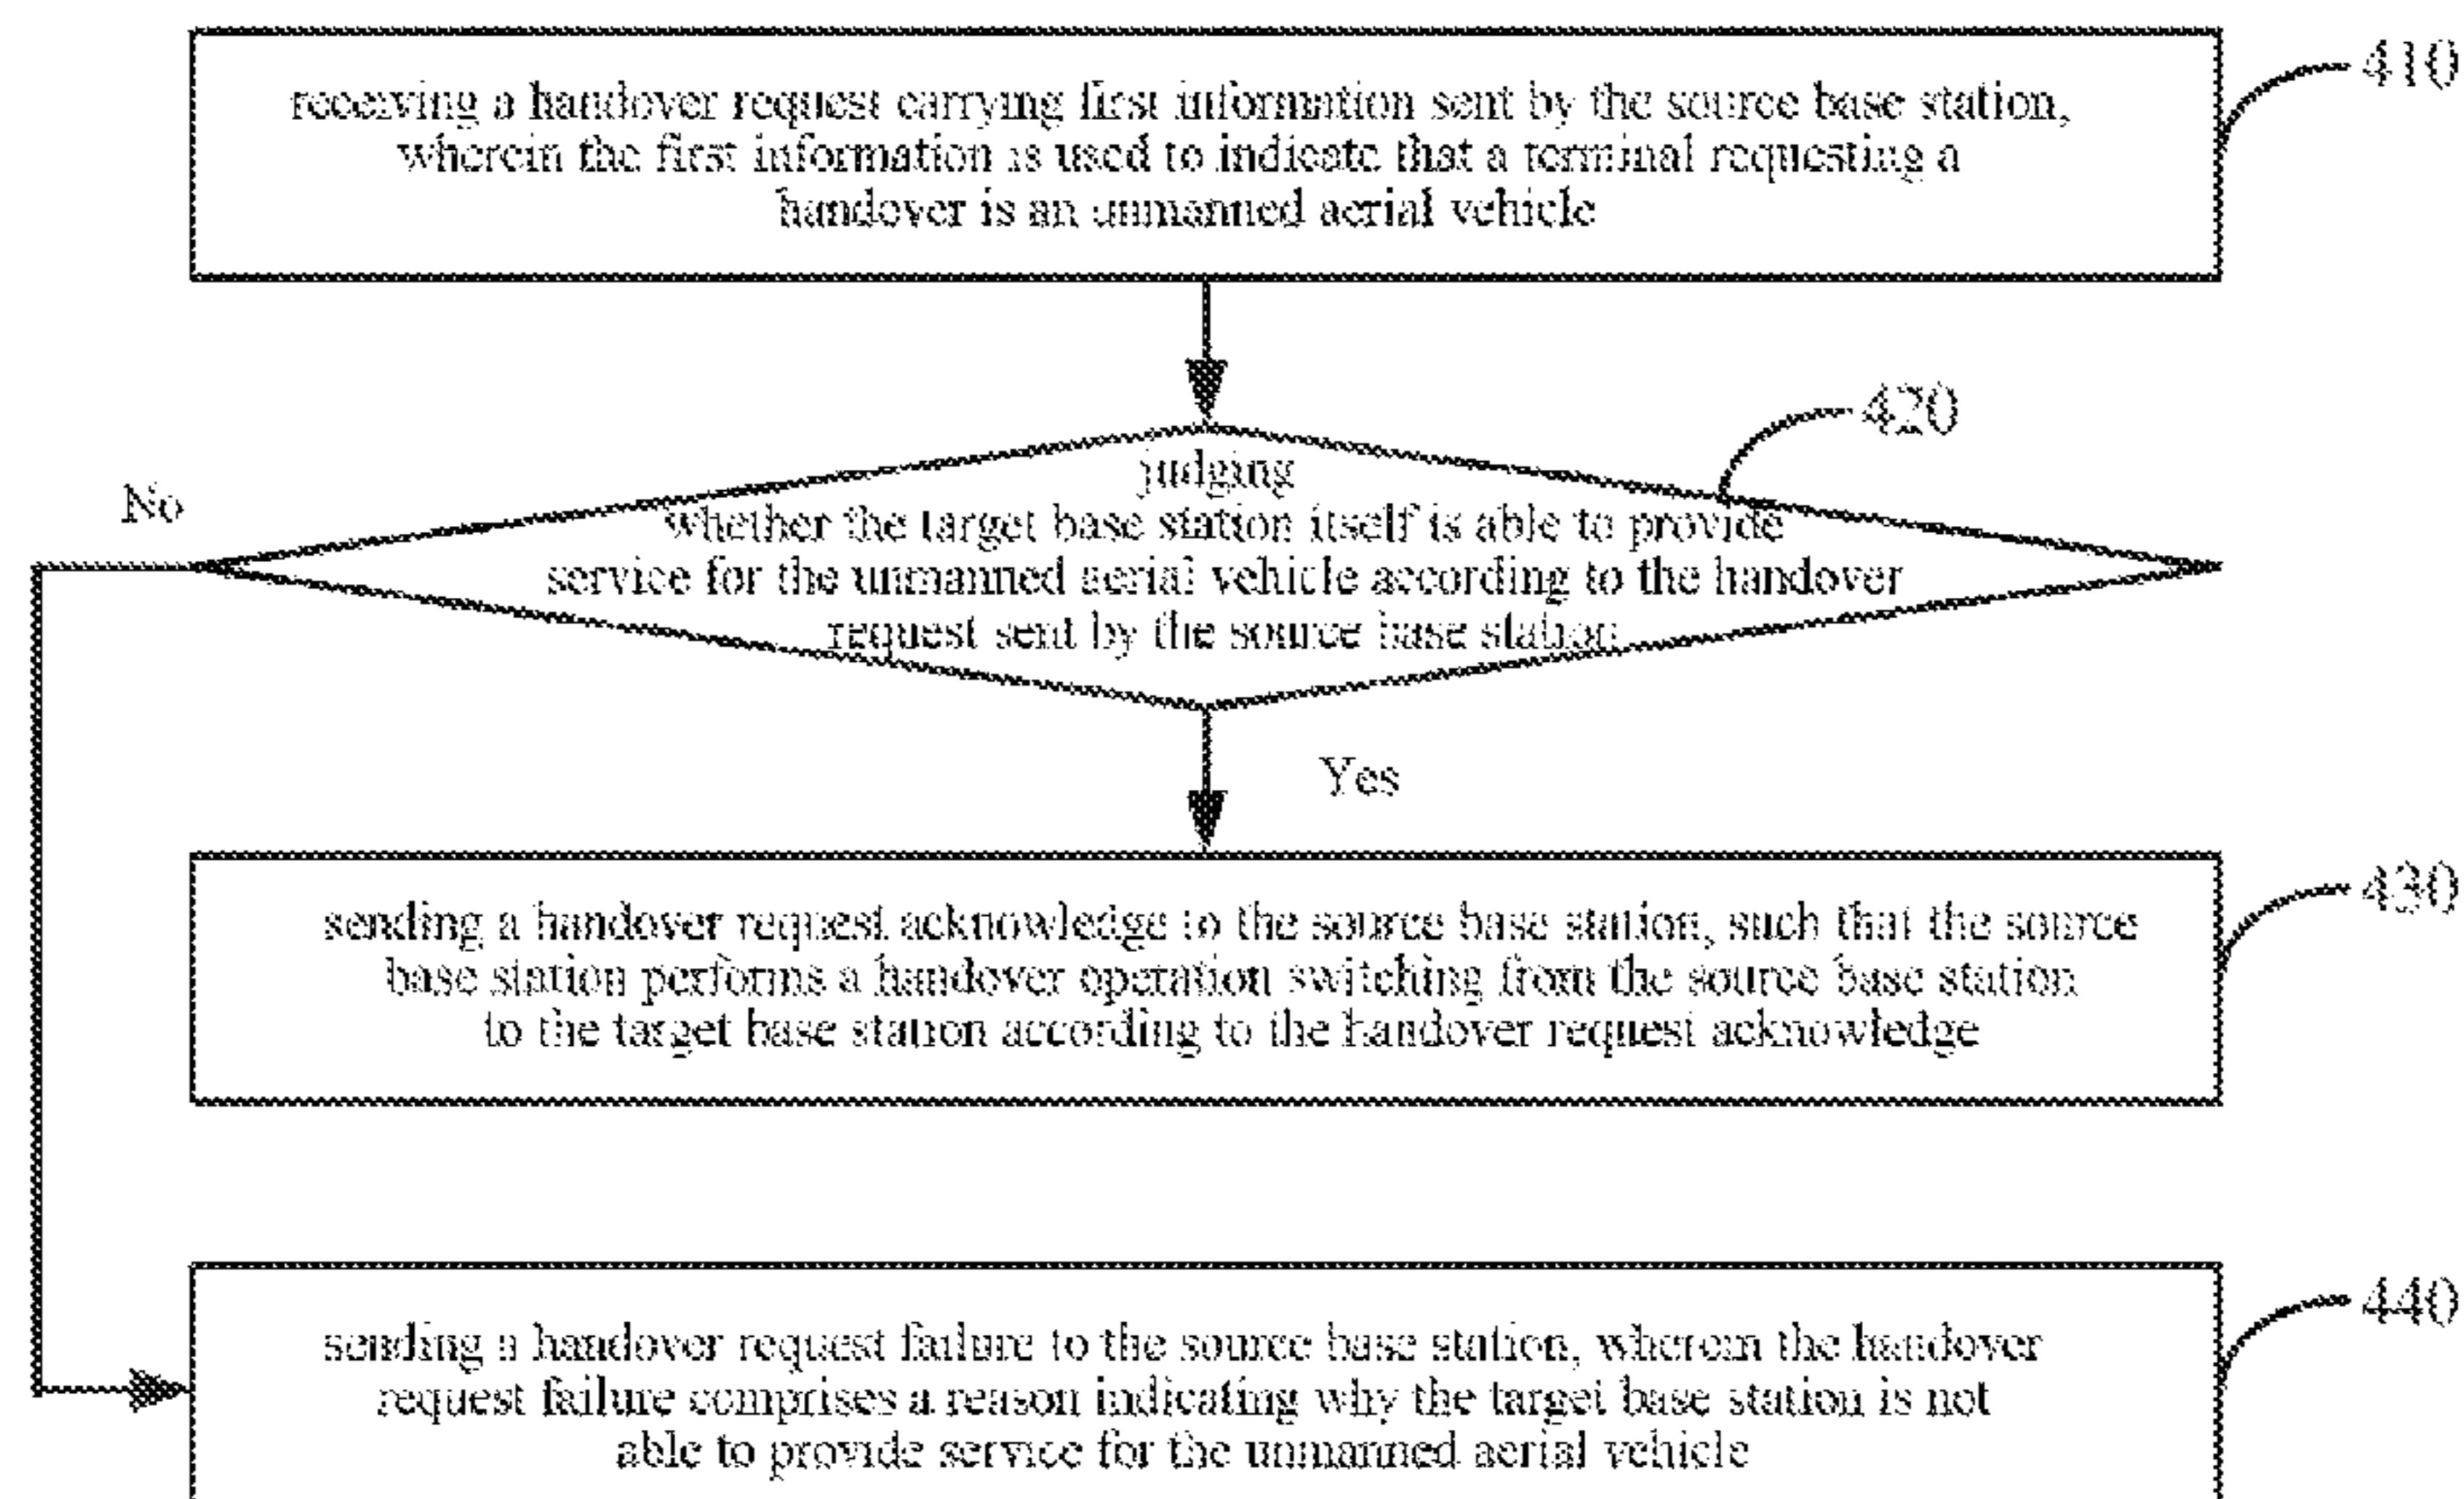 receiving a handover request carrying first information sent by the source base station,
wherein the first information is used to indicate that a terminal requesting a
handover is an unmanned aerial vehicle
410
420
judging
whether the target base station itself is able to provide
service for the unmanned aerial vehicle according to the handover
request sent by the source base station
No
Yes
sending a handover request acknowledge to the source base station, such that the source
base station performs a handover operation switching from the source base station
to the target base station according to the handover request acknowledge
430
sending a handover request failure to the source base station, wherein the handover
request failure comprises a reason indicating why the target base station is not
able to provide service for the unmanned aerial vehicle
440